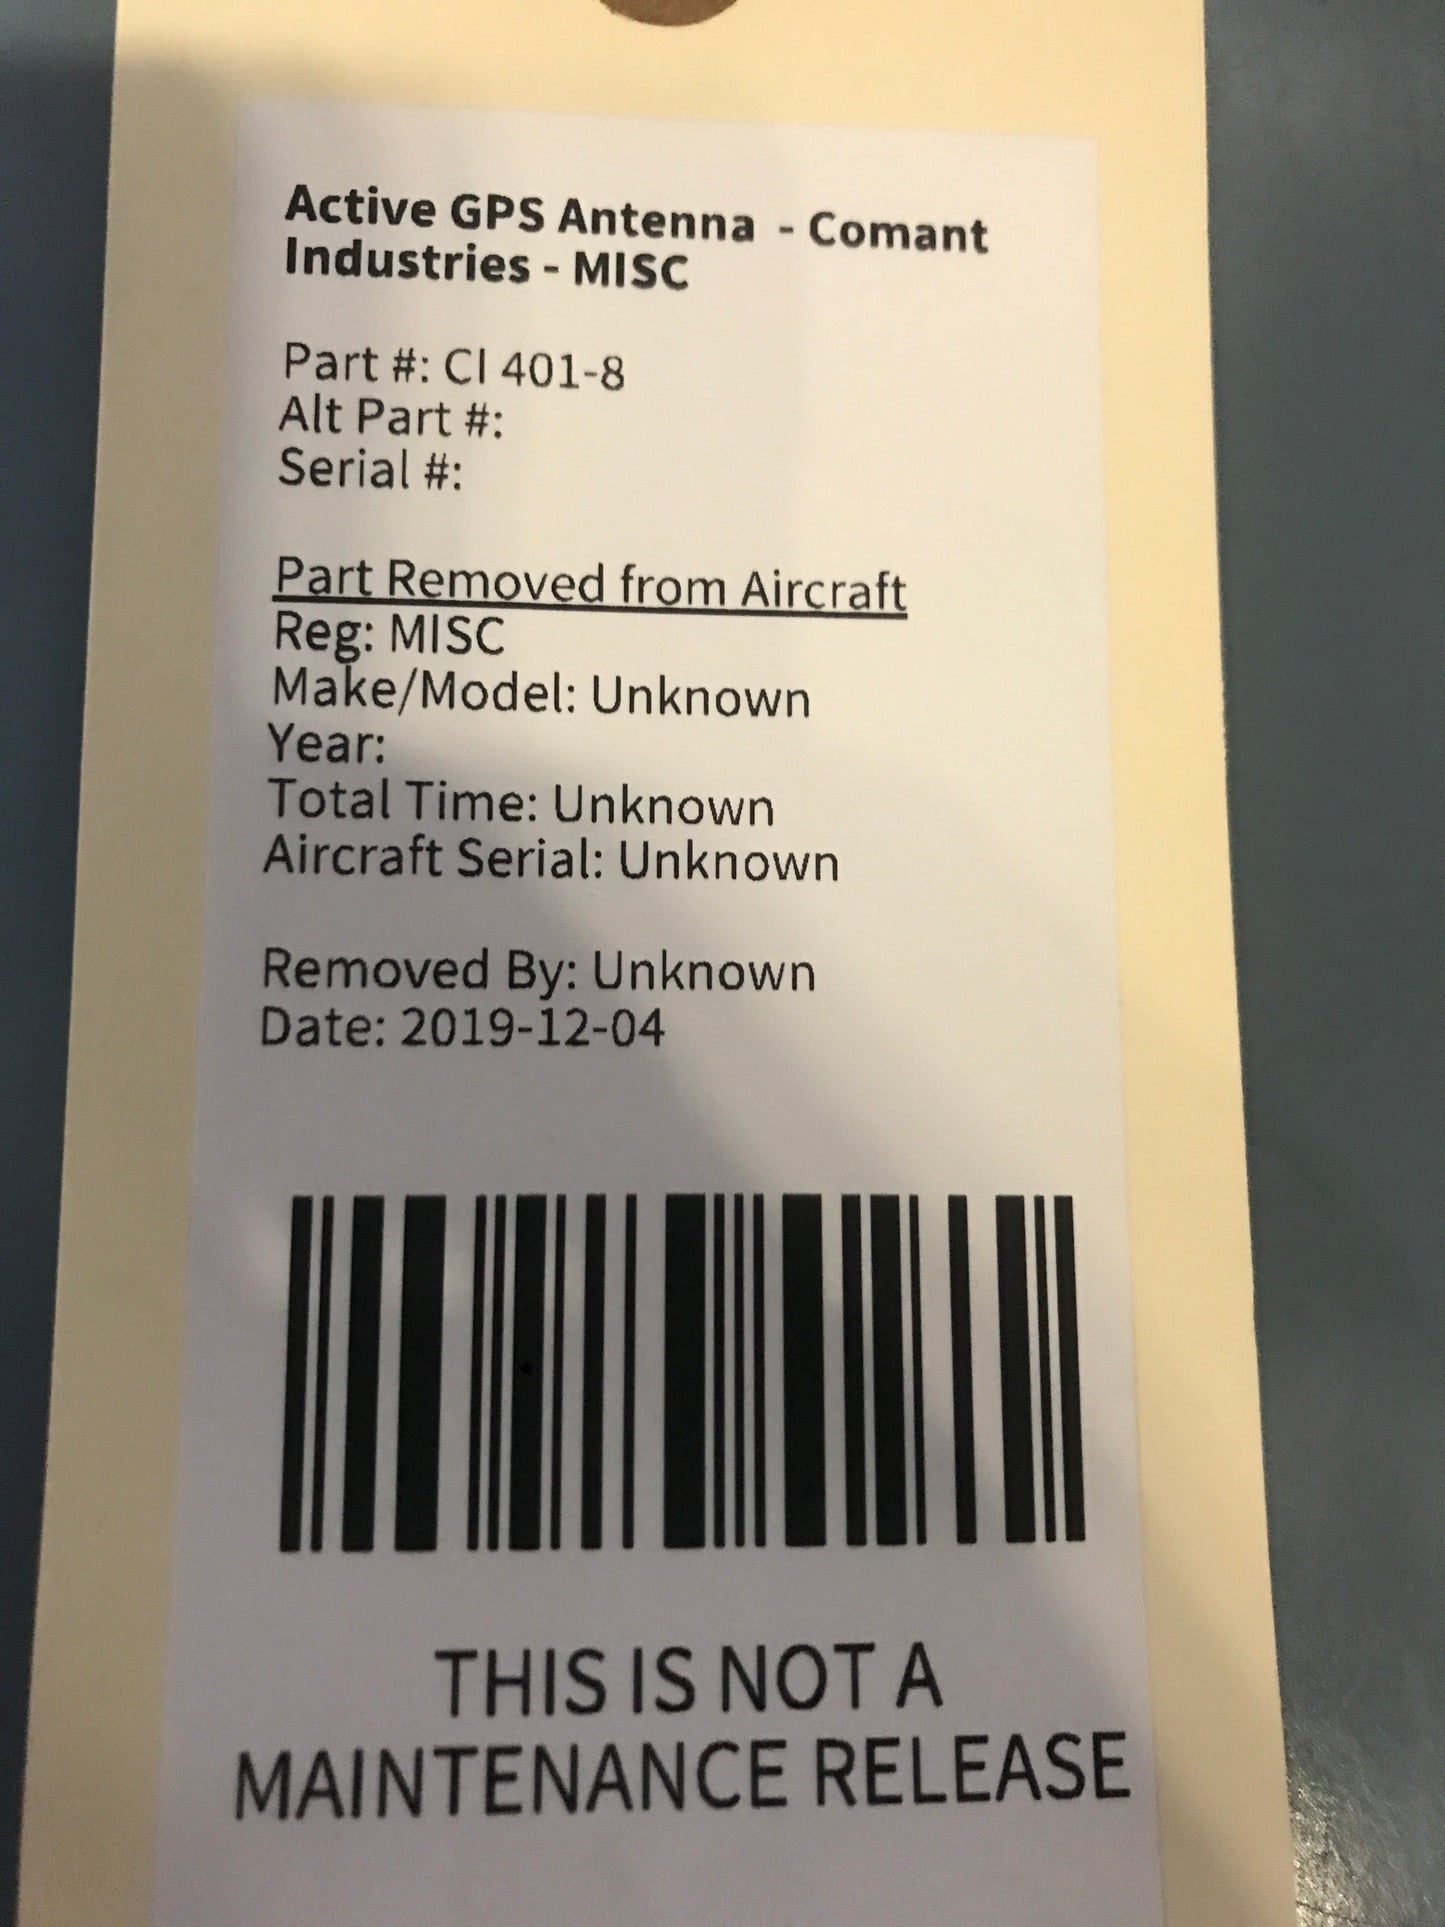 Active GPS Antenna - Comant
Industries - MISC
Part #: CI 401-8
Alt Part #:
Serial #:
Part Removed from Aircraft
Reg: MISC
Make/Model: Unknown
Year:
Total Time: Unknown
Aircraft Serial: Unknown
Removed By: Unknown
Date: 2019-12-04
THIS IS NOT A
MAINTENANCE RELEASE